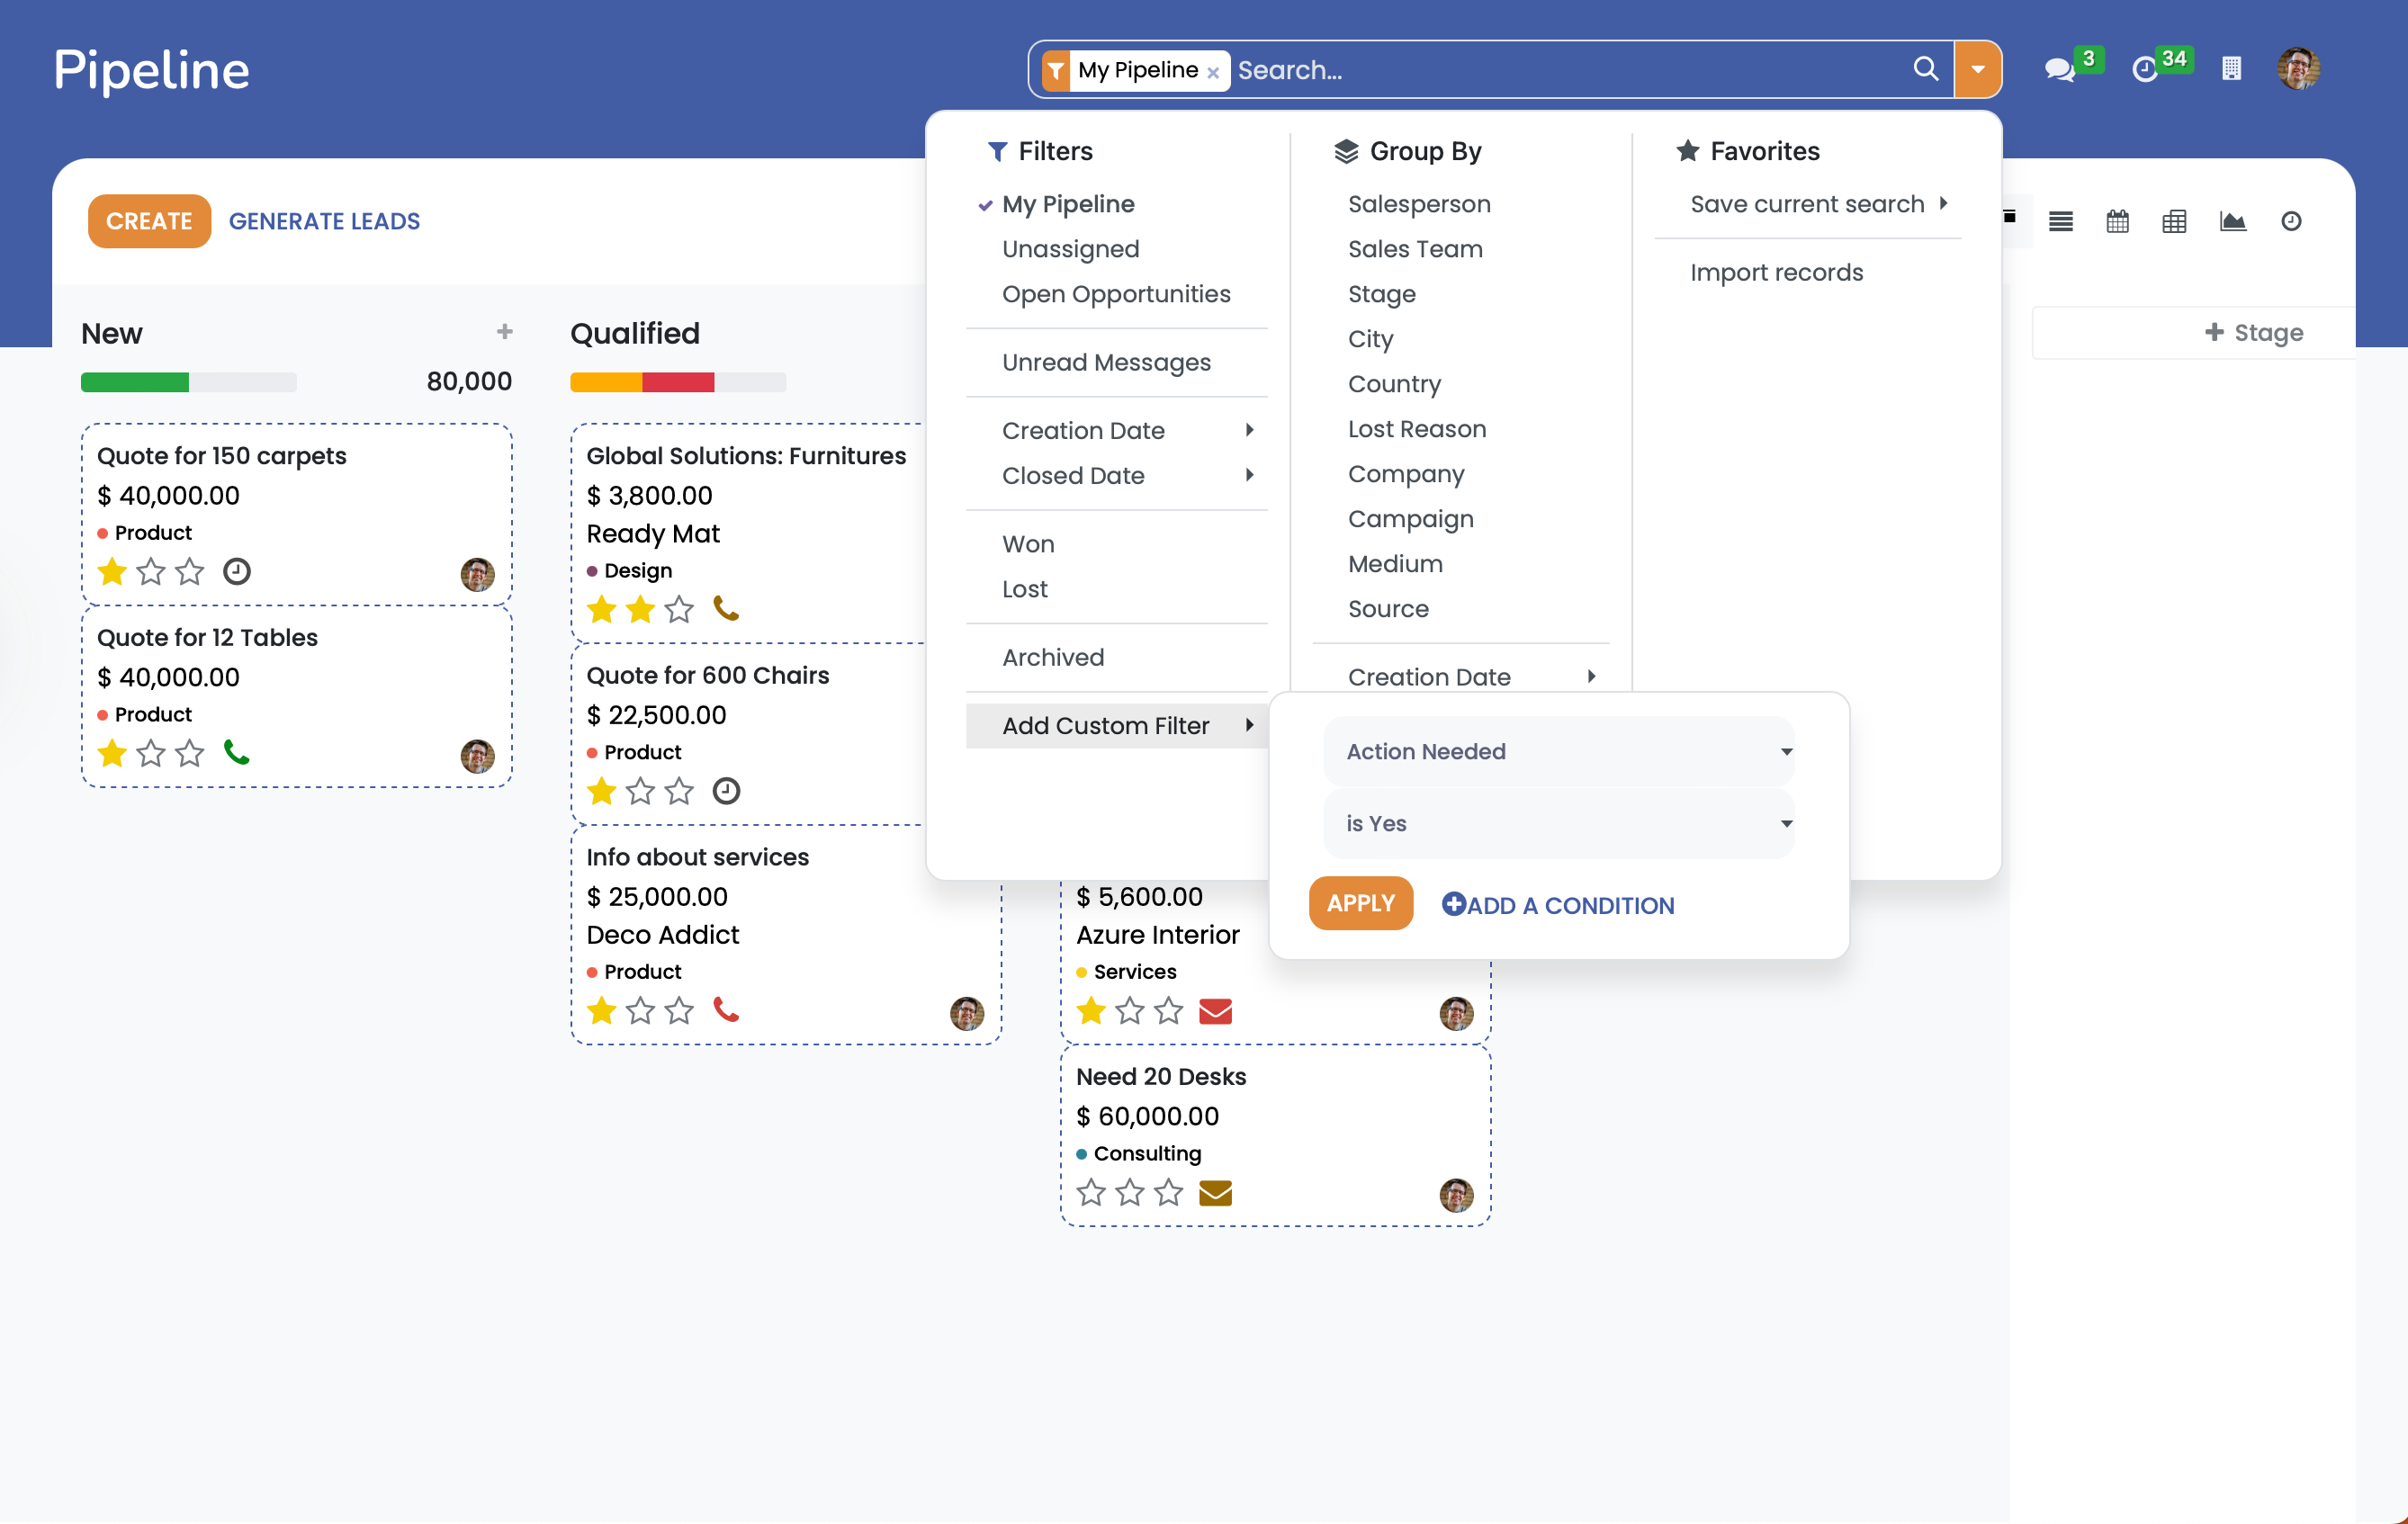 Pipeline
My Pipeline × Search...
3
34
CREATE
GENERATE LEADS
Filters
My Pipeline
Unassigned
Open Opportunities
Unread Messages
Creation Date
Closed Date
Won
Lost
Archived
Add Custom Filter
Group By
Salesperson
Sales Team
Stage
City
Country
Lost Reason
Company
Campaign
Medium
Source
Creation Date
Favorites
Save current search
Import records
Action Needed
is Yes
APPLY
ADD A CONDITION
New
80,000
Quote for 150 carpets
$ 40,000.00
Product
Quote for 12 Tables
$ 40,000.00
Product
Qualified
Global Solutions: Furnitures
$ 3,800.00
Ready Mat
Design
Quote for 600 Chairs
$ 22,500.00
Product
Info about services
$ 25,000.00
Deco Addict
Product
$ 5,600.00
Azure Interior
Services
Need 20 Desks
$ 60,000.00
Consulting
+ Stage